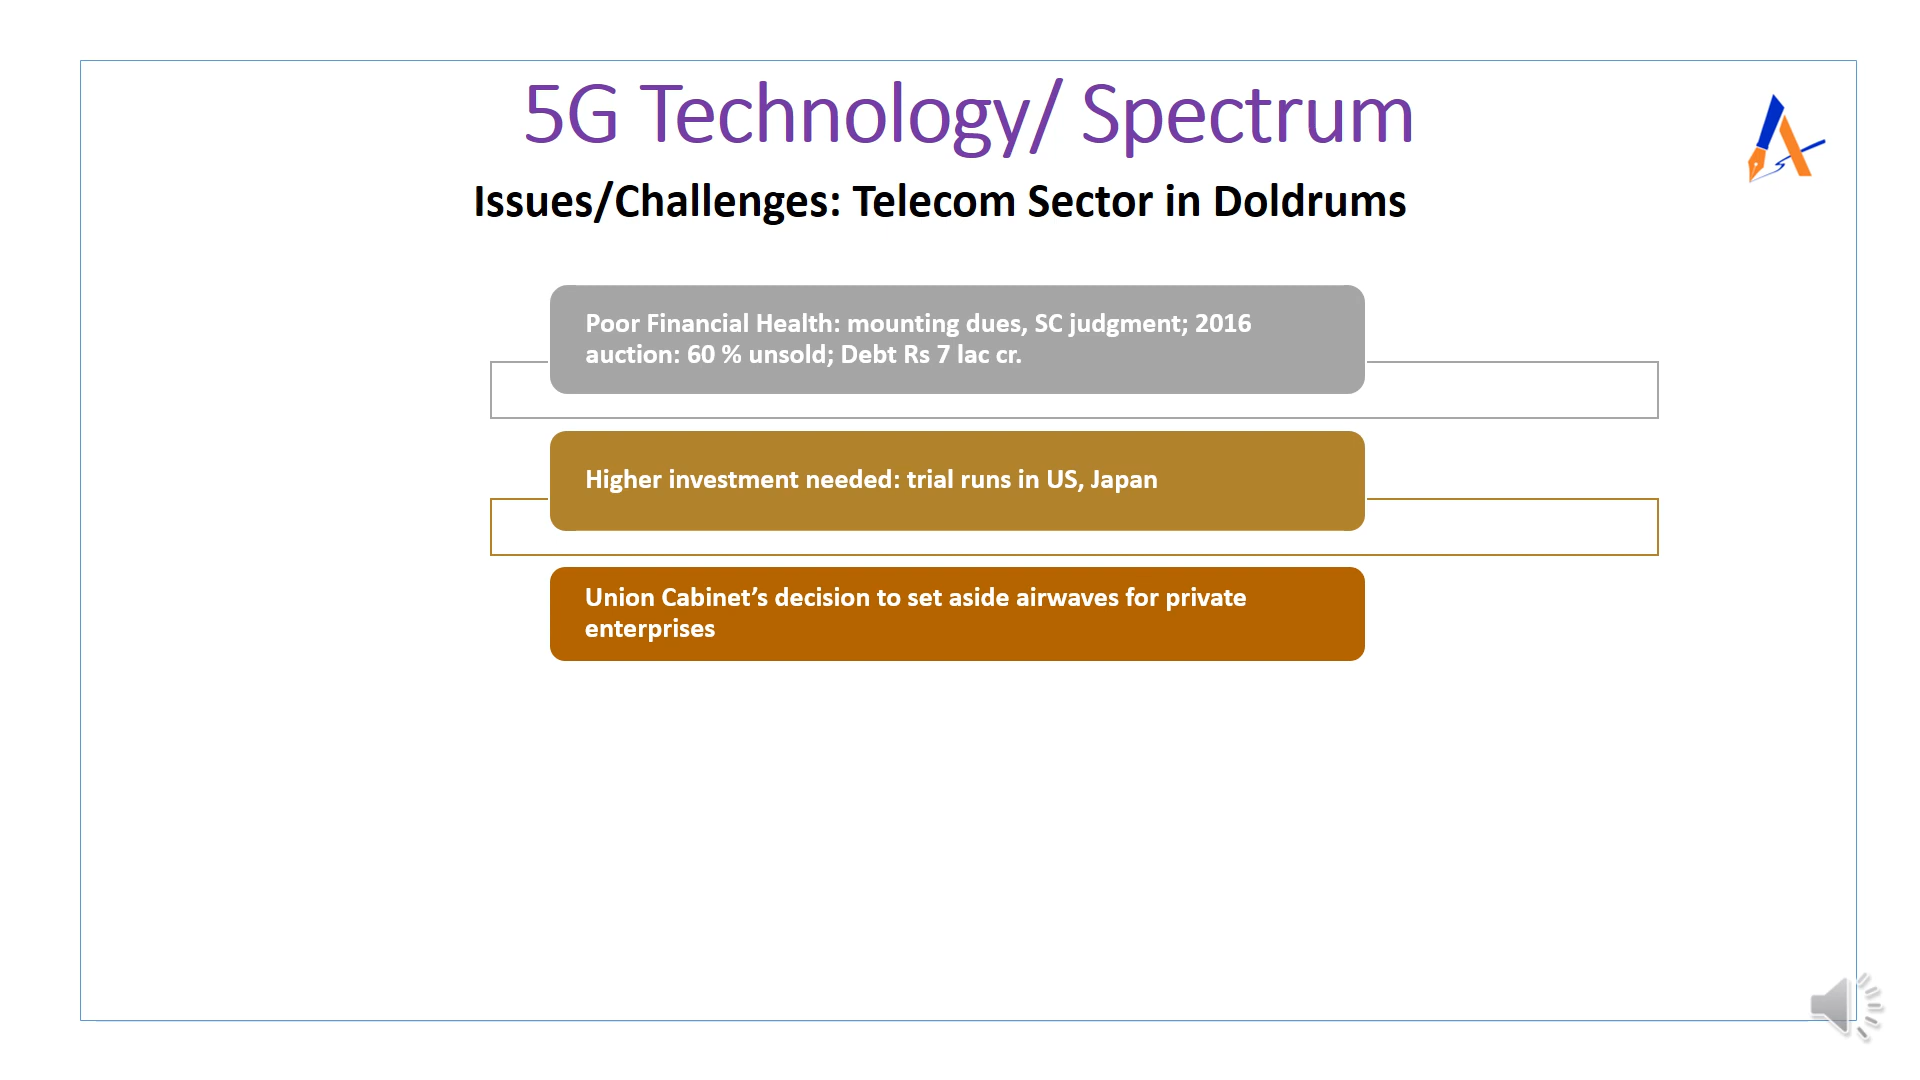 5G Technology/ Spectrum
Issues/Challenges: Telecom Sector in Doldrums
Poor Financial Health: mounting dues, SC judgment; 2016
auction: 60 % unsold; Debt Rs 7 lac cr.
Higher investment needed: trial runs in US, Japan
Union Cabinet’s decision to set aside airwaves for private
enterprises